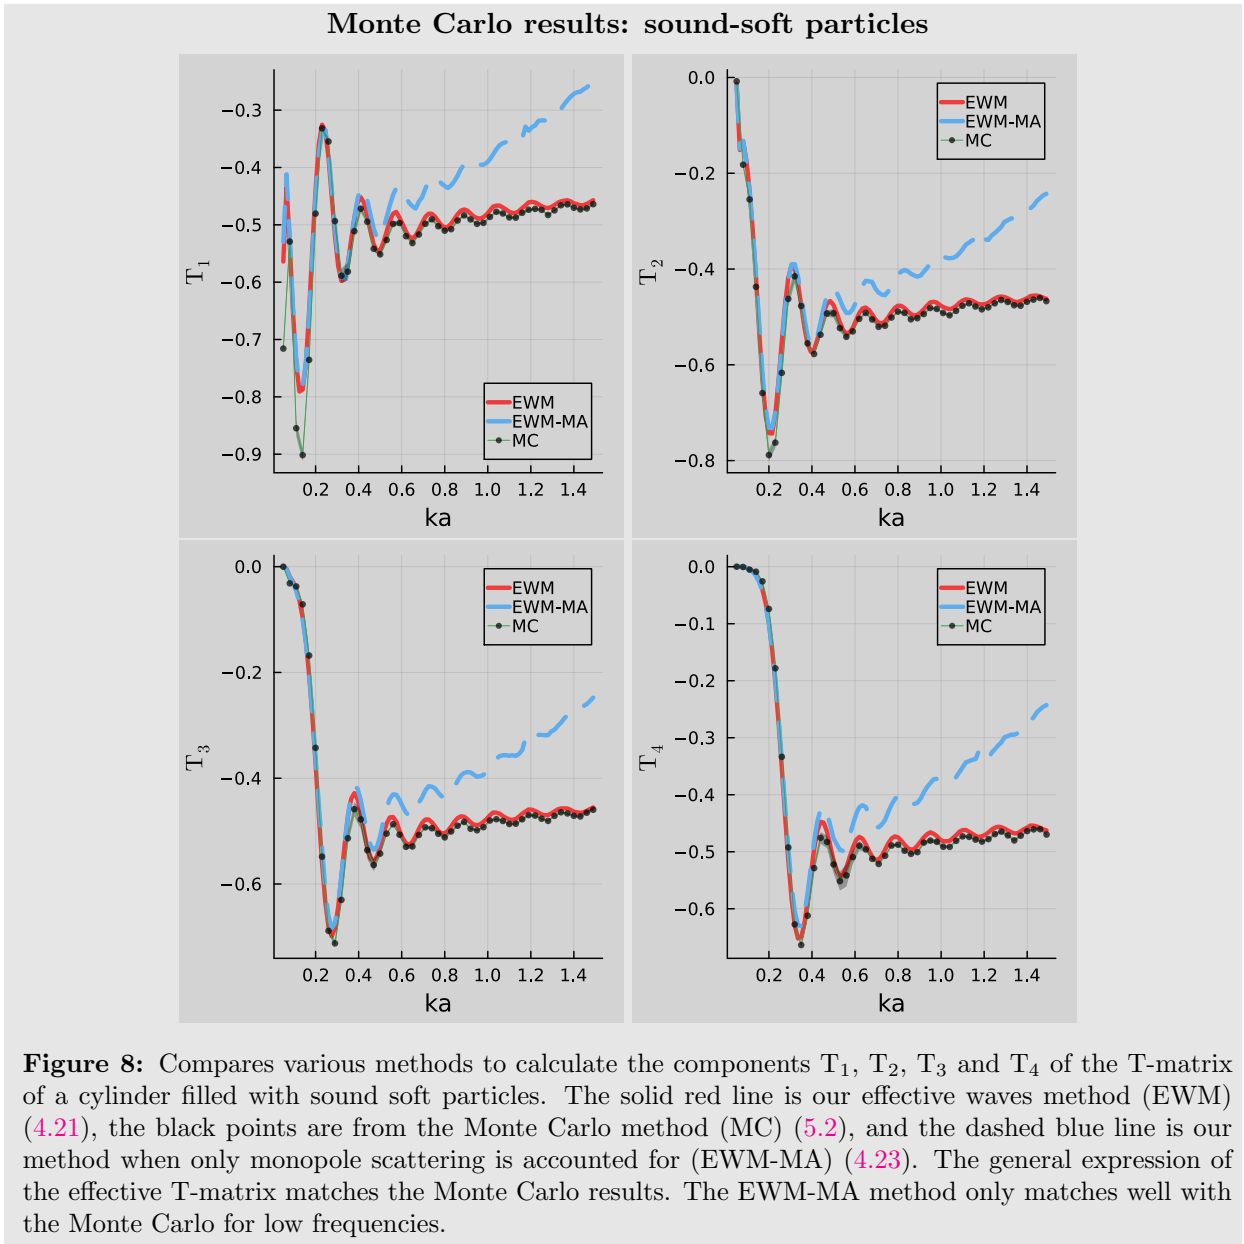 Monte Carlo results: sound-soft particles
−0.3
−0.4
−0.5
−0.6
−0.7
−0.8
−0.9
T₁
EWM
EWM-MA
MC
0.2 0.4 0.6 0.8 1.0 1.2 1.4
ka
0.0
−0.2
−0.4
−0.6
−0.8
T₂
EWM
EWM-MA
MC
0.2 0.4 0.6 0.8 1.0 1.2 1.4
ka
0.0
−0.2
−0.4
−0.6
T₃
EWM
EWM-MA
MC
0.2 0.4 0.6 0.8 1.0 1.2 1.4
ka
0.0
−0.1
−0.2
−0.3
−0.4
−0.5
−0.6
T₄
EWM
EWM-MA
MC
0.2 0.4 0.6 0.8 1.0 1.2 1.4
ka
Figure 8: Compares various methods to calculate the components T₁, T₂, T₃ and T₄ of the T-matrix
of a cylinder filled with sound soft particles. The solid red line is our effective waves method (EWM)
(4.21), the black points are from the Monte Carlo method (MC) (5.2), and the dashed blue line is our
method when only monopole scattering is accounted for (EWM-MA) (4.23). The general expression of
the effective T-matrix matches the Monte Carlo results. The EWM-MA method only matches well with
the Monte Carlo for low frequencies.